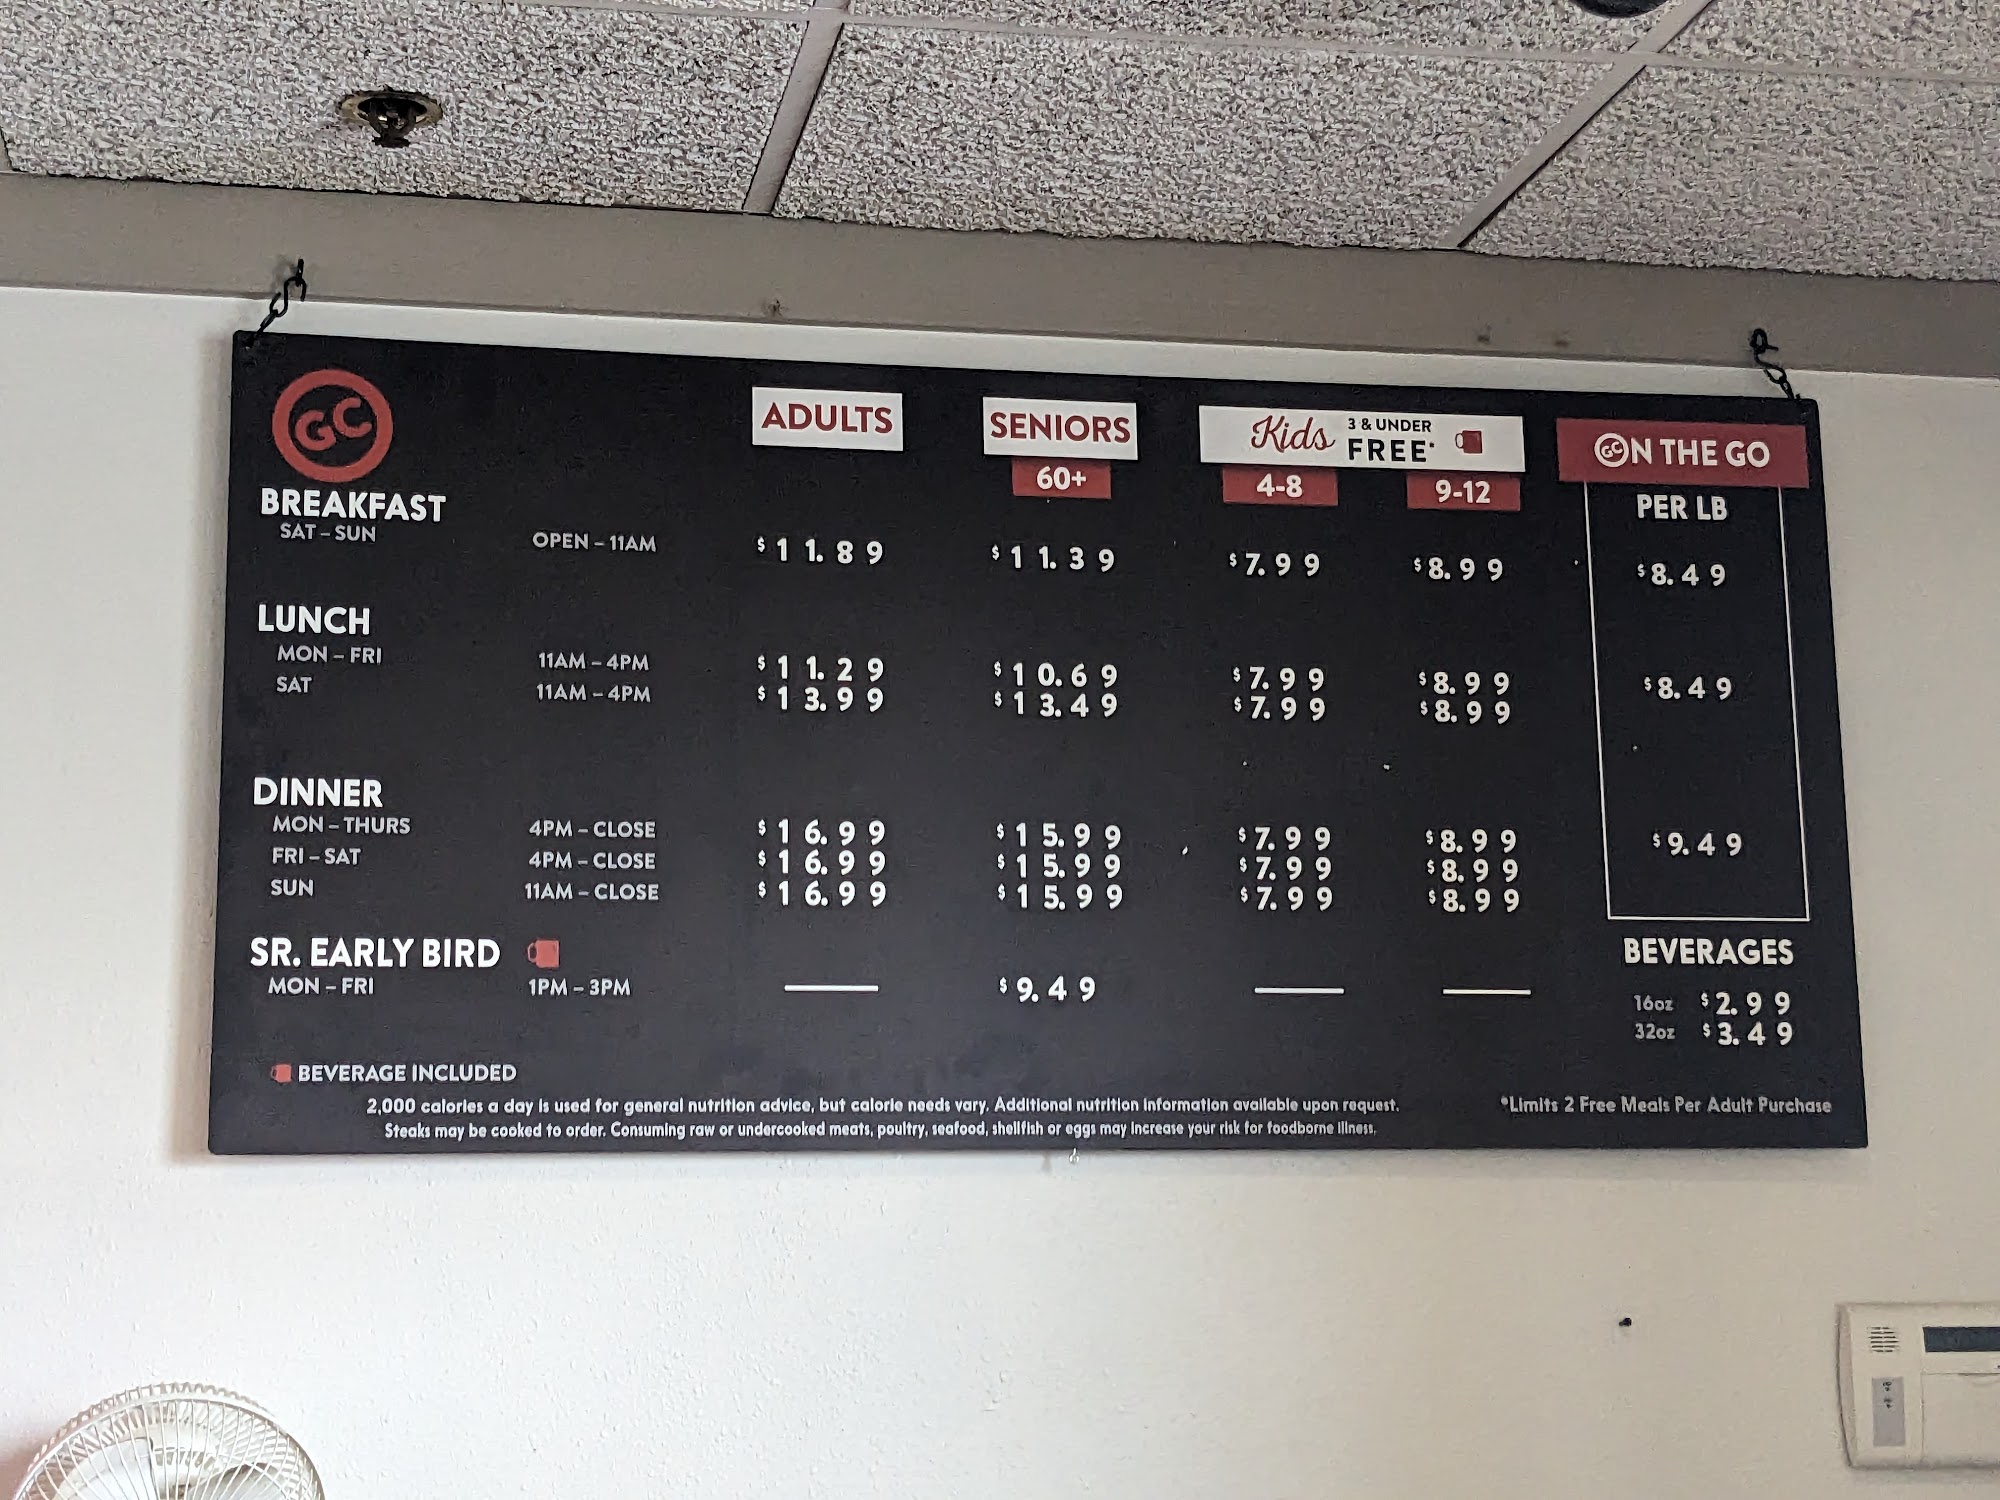 GC
ADULTS SENIORS Kids 3 & UNDER FREE* GC ON THE GO
60+ 4-8 9-12 PER LB
BREAKFAST
SAT – SUN OPEN – 11AM $11.89 $11.39 $7.99 $8.99 $8.49
LUNCH
MON – FRI 11AM – 4PM $11.29 $10.69 $7.99 $8.99 $8.49
SAT 11AM – 4PM $13.99 $13.49 $7.99 $8.99
DINNER
MON – THURS 4PM – CLOSE $16.99 $15.99 $7.99 $8.99 $9.49
FRI – SAT 4PM – CLOSE $16.99 $15.99 $7.99 $8.99
SUN 11AM – CLOSE $16.99 $15.99 $7.99 $8.99
SR. EARLY BIRD BEVERAGES
MON – FRI 1PM – 3PM $9.49
16oz $2.99
32oz $3.49
BEVERAGE INCLUDED
2,000 calories a day is used for general nutrition advice, but calorie needs vary. Additional nutrition information available upon request.
*Limits 2 Free Meals Per Adult Purchase
Steaks may be cooked to order. Consuming raw or undercooked meats, poultry, seafood, shellfish or eggs may increase your risk for foodborne illness.